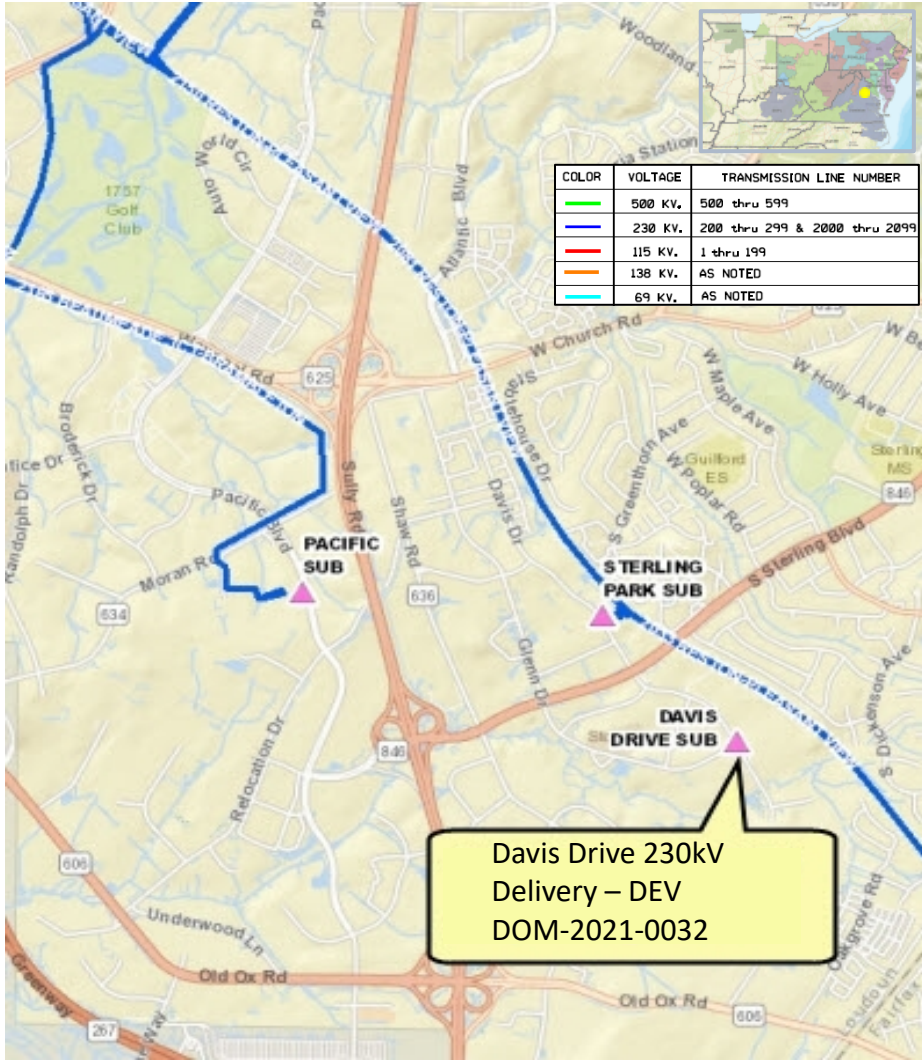 COLOR VOLTAGE TRANSMISSION LINE NUMBER
500 KV. 500 thru 599
230 KV. 200 thru 299 & 2000 thru 2099
115 KV. 1 thru 199
138 KV. AS NOTED
69 KV. AS NOTED
Woodland
Atlantic Blvd
Auto World Cir
1757
Golf
Club
W Church Rd
625
Steeplehouse Dr
W Maple Ave
W Holly Ave
S Greenthorn Ave
Guilford
ES
W Poplar Rd
Sterling
MS
846
Broderick Dr
Randolph Dr
Pacific Blvd
Sully Rd
Shaw Rd
Davis Dr
S Sterling Blvd
PACIFIC
SUB
Moran Rd
634
636
STERLING
PARK SUB
Glenn Dr
S Dickenson Ave
DAVIS
DRIVE SUB
Relocation Dr
846
Davis Drive 230kV
Delivery – DEV
DOM-2021-0032
606
Underwood Ln
Old Ox Rd
Oakgrove Rd
Greenway
267
Old Ox Rd
606
Loudoun
Fairfax